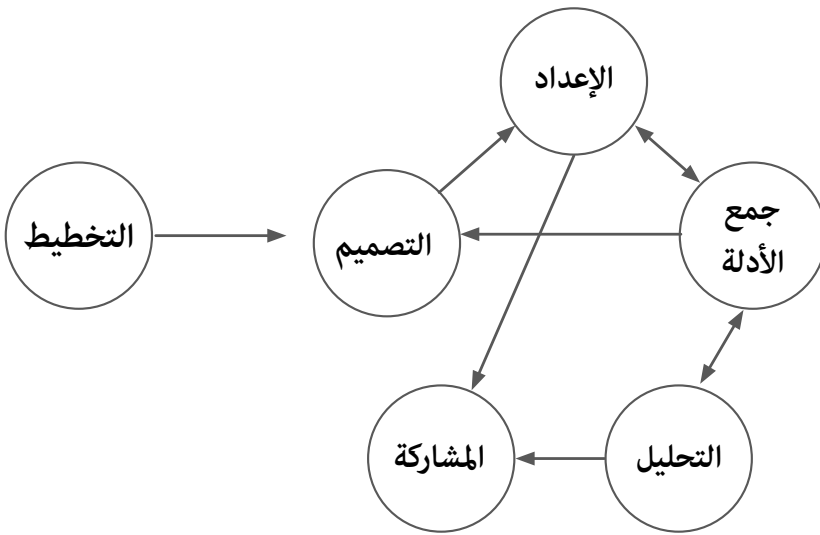 الإعداد
جمع
الأدلة
التخطيط
التصميم
المشاركة
التحليل